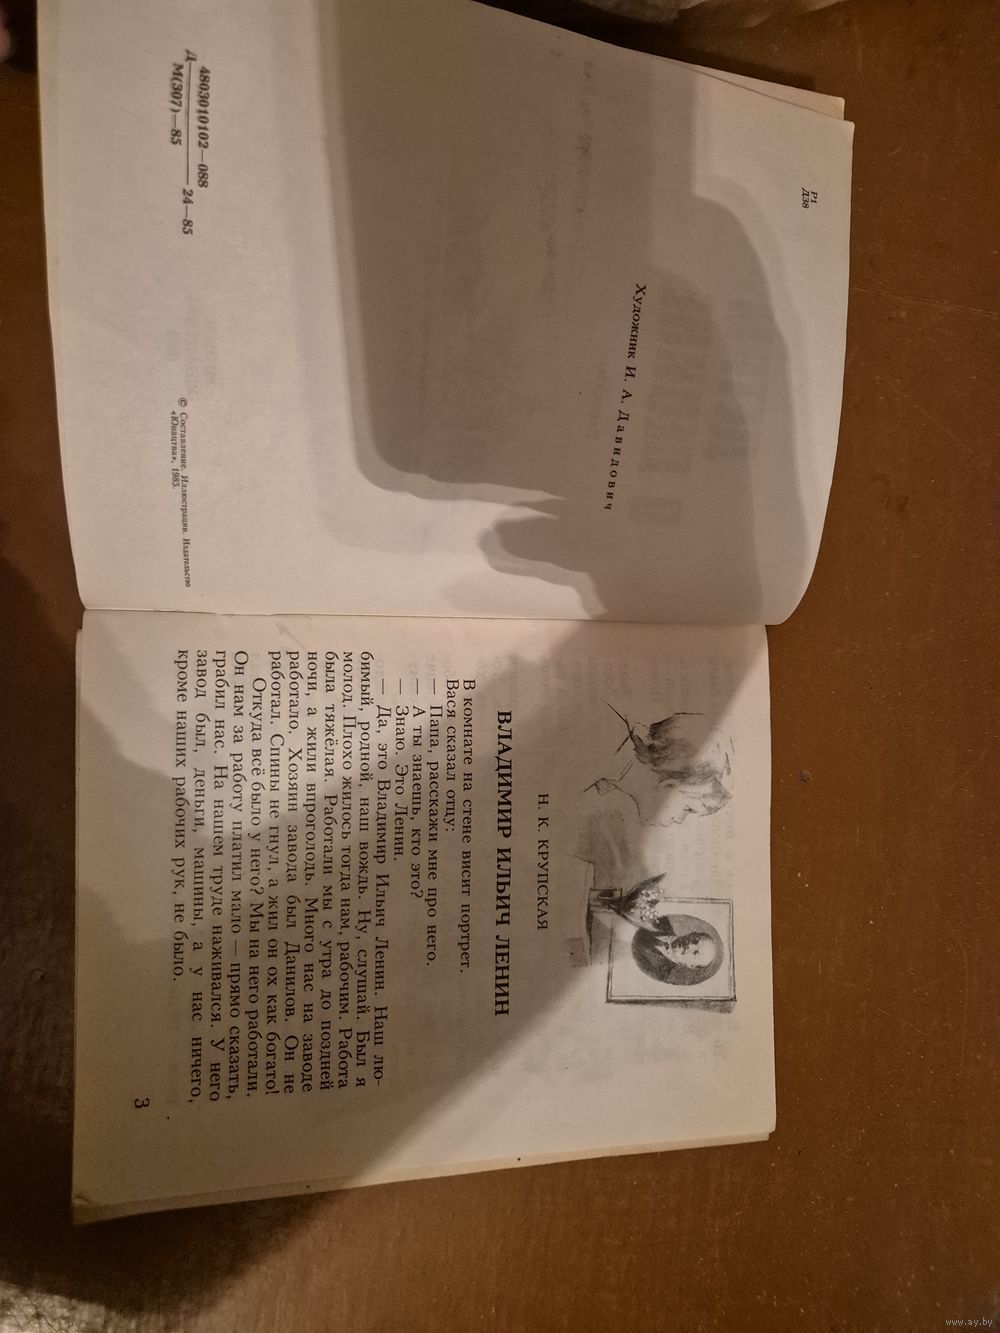 Р1
Д38
Художник И. А. Давидович
4803010102—088
Д
24—85
М(307)—85
© Составление. Иллюстрации. Издательство
«Юнацтва», 1985.
Н. К. КРУПСКАЯ
ВЛАДИМИР ИЛЬИЧ ЛЕНИН
В комнате на стене висит портрет.
Вася сказал отцу:
— Папа, расскажи мне про него.
— А ты знаешь, кто это?
— Знаю. Это Ленин.
— Да, это Владимир Ильич Ленин. Наш лю-
бимый, родной, наш вождь. Ну, слушай. Был я
молод. Плохо жилось тогда нам, рабочим. Работа
была тяжёлая. Работали мы с утра до поздней
ночи, а жили впроголодь. Много нас на заводе
работало. Хозяин завода был Данилов. Он не
работал. Спины не гнул, а жил он ох как богато!
Откуда всё было у него? Мы на него работали.
Он нам за работу платил мало — прямо сказать,
грабил нас. На нашем труде наживался. У него
завод был, деньги, машины, а у нас ничего,
кроме наших рабочих рук, не было.
3
www.ay.by